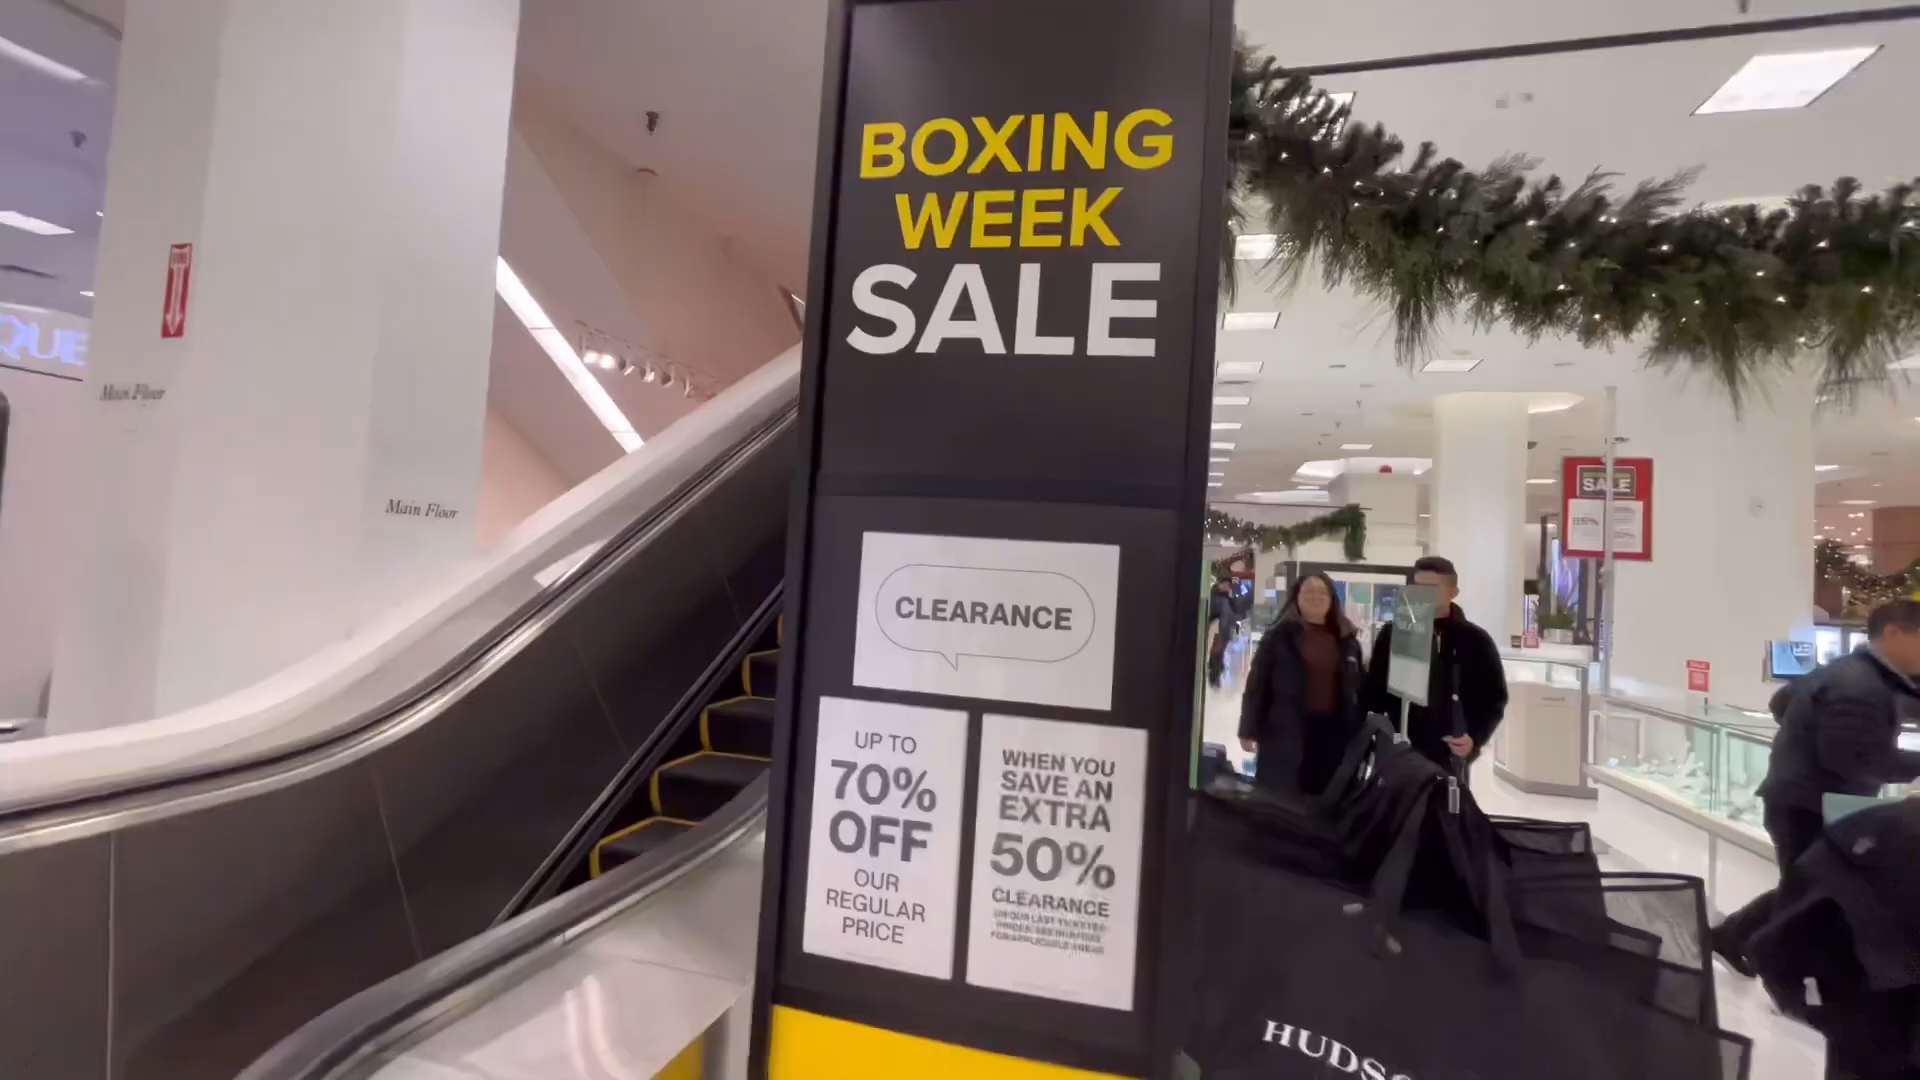 BOXING
WEEK
SALE
CLEARANCE
UP TO
70%
OFF
OUR
REGULAR
PRICE
WHEN YOU
SAVE AN
EXTRA
50%
CLEARANCE
Main Floor
Main Floor
QUE
SALE
HUDS